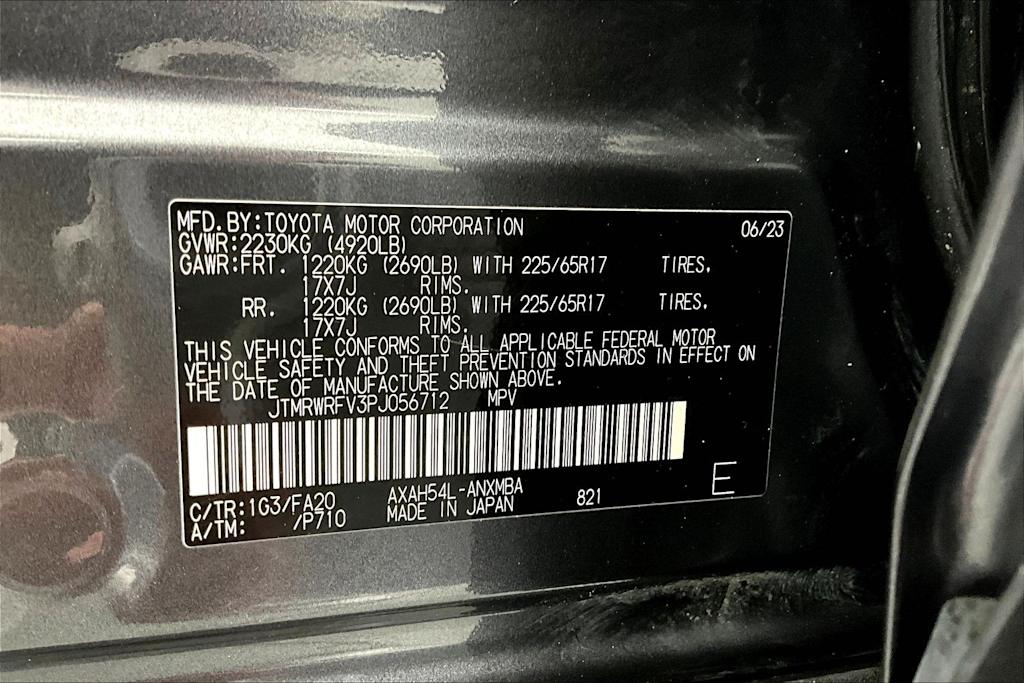 MFD.BY:TOYOTA MOTOR CORPORATION 06/23
GVWR:2230KG (4920LB)
GAWR:FRT. 1220KG (2690LB) WITH 225/65R17 TIRES,
17X7J RIMS.
RR. 1220KG (2690LB) WITH 225/65R17 TIRES,
17X7J RIMS.
THIS VEHICLE CONFORMS TO ALL APPLICABLE FEDERAL MOTOR
VEHICLE SAFETY AND THEFT PREVENTION STANDARDS IN EFFECT ON
THE DATE OF MANUFACTURE SHOWN ABOVE.
JTMRWRFV3PJ056712 MPV
C/TR:1G3/FA20 AXAH54L-ANXMBA 821 E
A/TM: /P710 MADE IN JAPAN